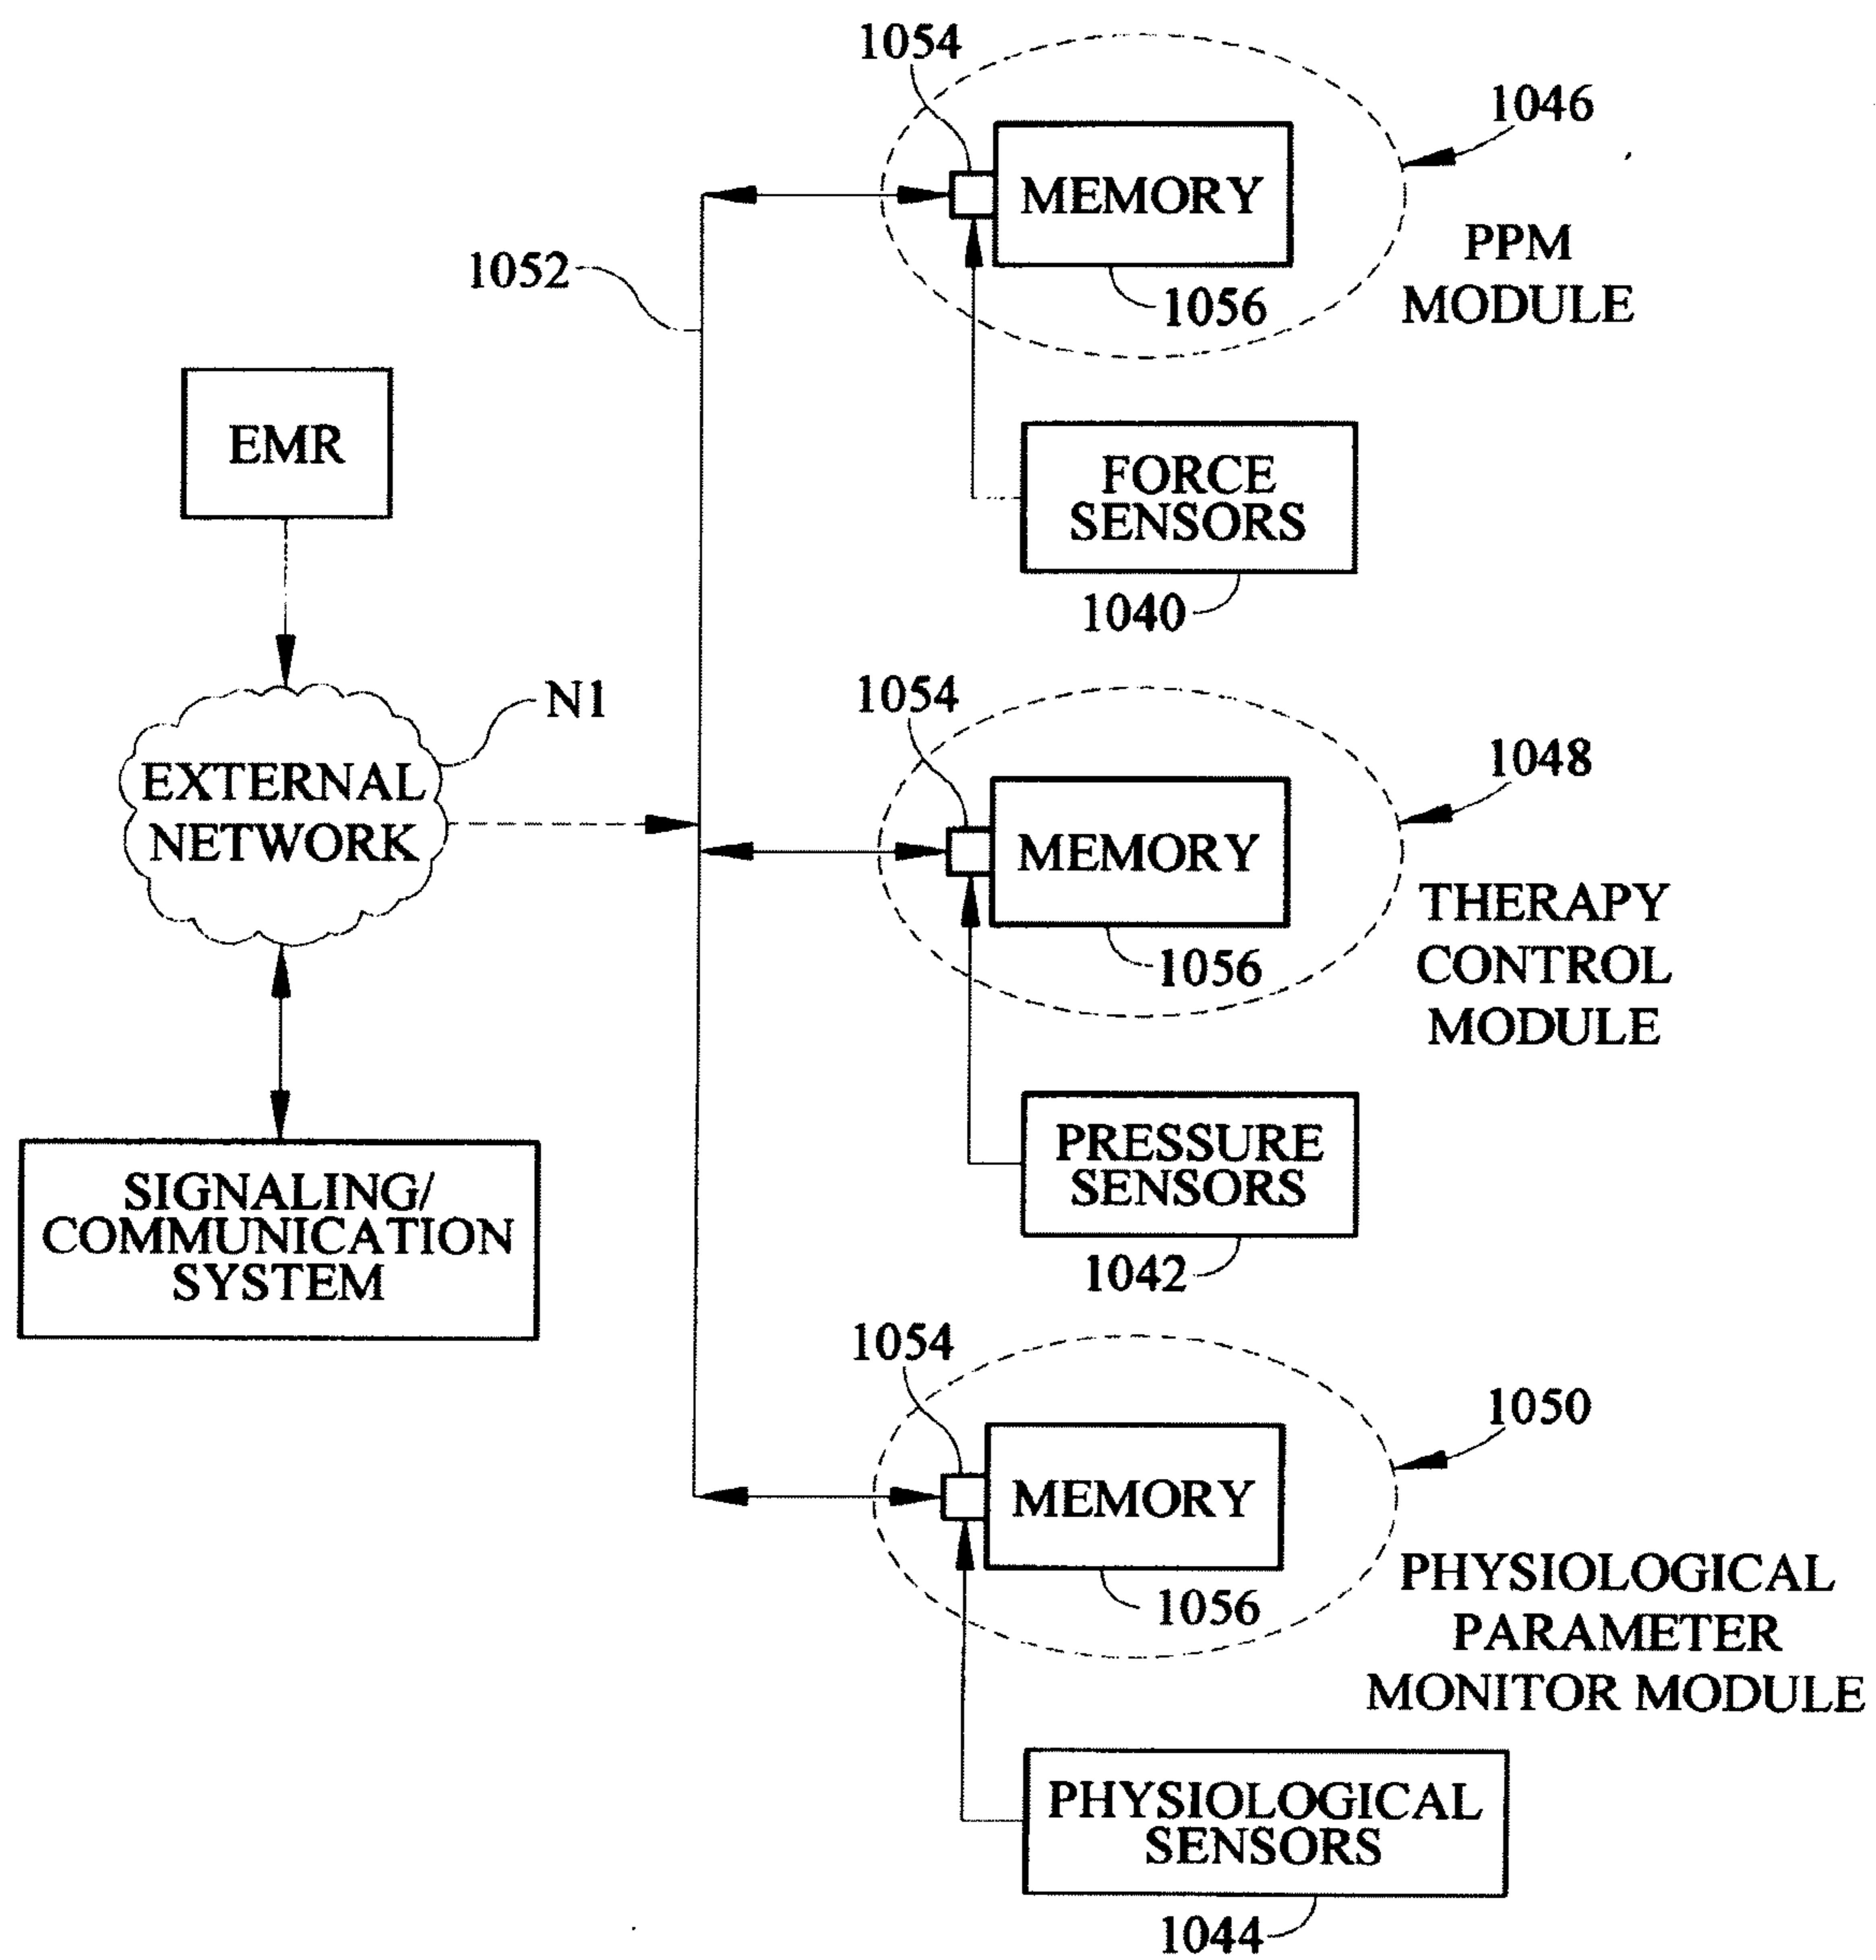 1054
1046
MEMORY
PPM
MODULE
1052
1056
EMR
FORCE
SENSORS
1040
N1
1054
1048
EXTERNAL
NETWORK
MEMORY
THERAPY
CONTROL
MODULE
1056
PRESSURE
SENSORS
SIGNALING/
COMMUNICATION
SYSTEM
1042
1054
1050
MEMORY
PHYSIOLOGICAL
PARAMETER
MONITOR MODULE
1056
PHYSIOLOGICAL
SENSORS
1044